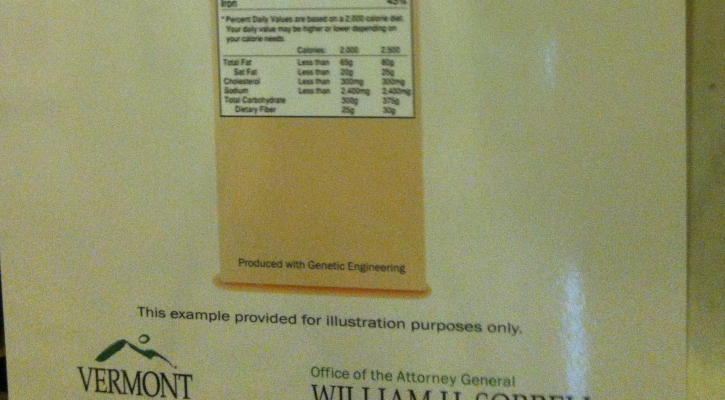 Iron 45%
*Percent Daily Values are based on a 2,000 calorie diet.
Your daily value may be higher or lower depending on
your calorie needs.
Calories: 2,000 2,500
Total Fat Less than 65g 80g
Sat Fat Less than 20g 25g
Cholesterol Less than 300mg 300mg
Sodium Less than 2,400mg 2,400mg
Total Carbohydrate 300g 375g
Dietary Fiber 25g 30g
Produced with Genetic Engineering
This example provided for illustration purposes only.
VERMONT
Office of the Attorney General
WILLIAM H. SORRELL